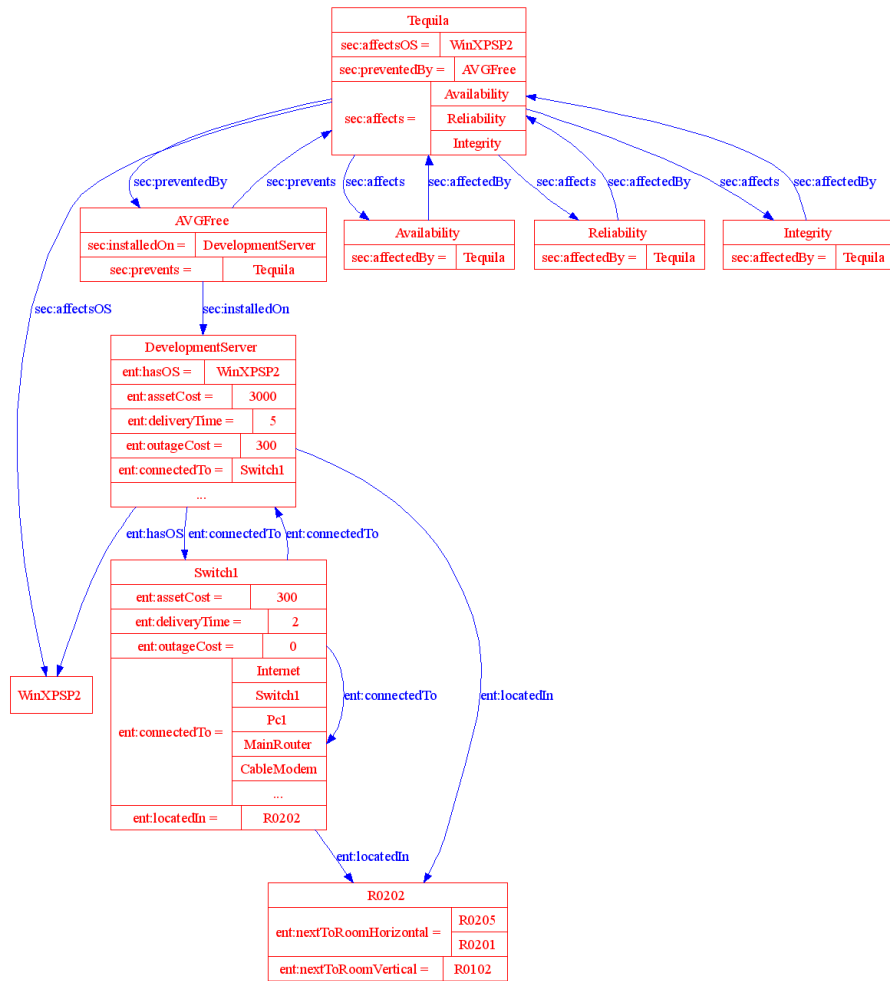 Tequila
sec:affectsOS = WinXPSP2
sec:preventedBy = AVGFree
sec:affects = Availability
Reliability
Integrity
sec:preventedBy
sec:prevents
sec:affects
sec:affectedBy
sec:affects
sec:affectedBy
sec:affects
sec:affectedBy
AVGFree
sec:installedOn = DevelopmentServer
sec:prevents = Tequila
Availability
sec:affectedBy = Tequila
Reliability
sec:affectedBy = Tequila
Integrity
sec:affectedBy = Tequila
sec:affectsOS
sec:installedOn
DevelopmentServer
ent:hasOS = WinXPSP2
ent:assetCost = 3000
ent:deliveryTime = 5
ent:outageCost = 300
ent:connectedTo = Switch1
...
ent:hasOS
ent:connectedTo
ent:connectedTo
Switch1
ent:assetCost = 300
ent:deliveryTime = 2
ent:outageCost = 0
ent:connectedTo = Internet
Switch1
Pc1
MainRouter
CableModem
...
ent:locatedIn = R0202
WinXPSP2
ent:connectedTo
ent:locatedIn
ent:locatedIn
R0202
ent:nextToRoomHorizontal = R0205
R0201
ent:nextToRoomVertical = R0102